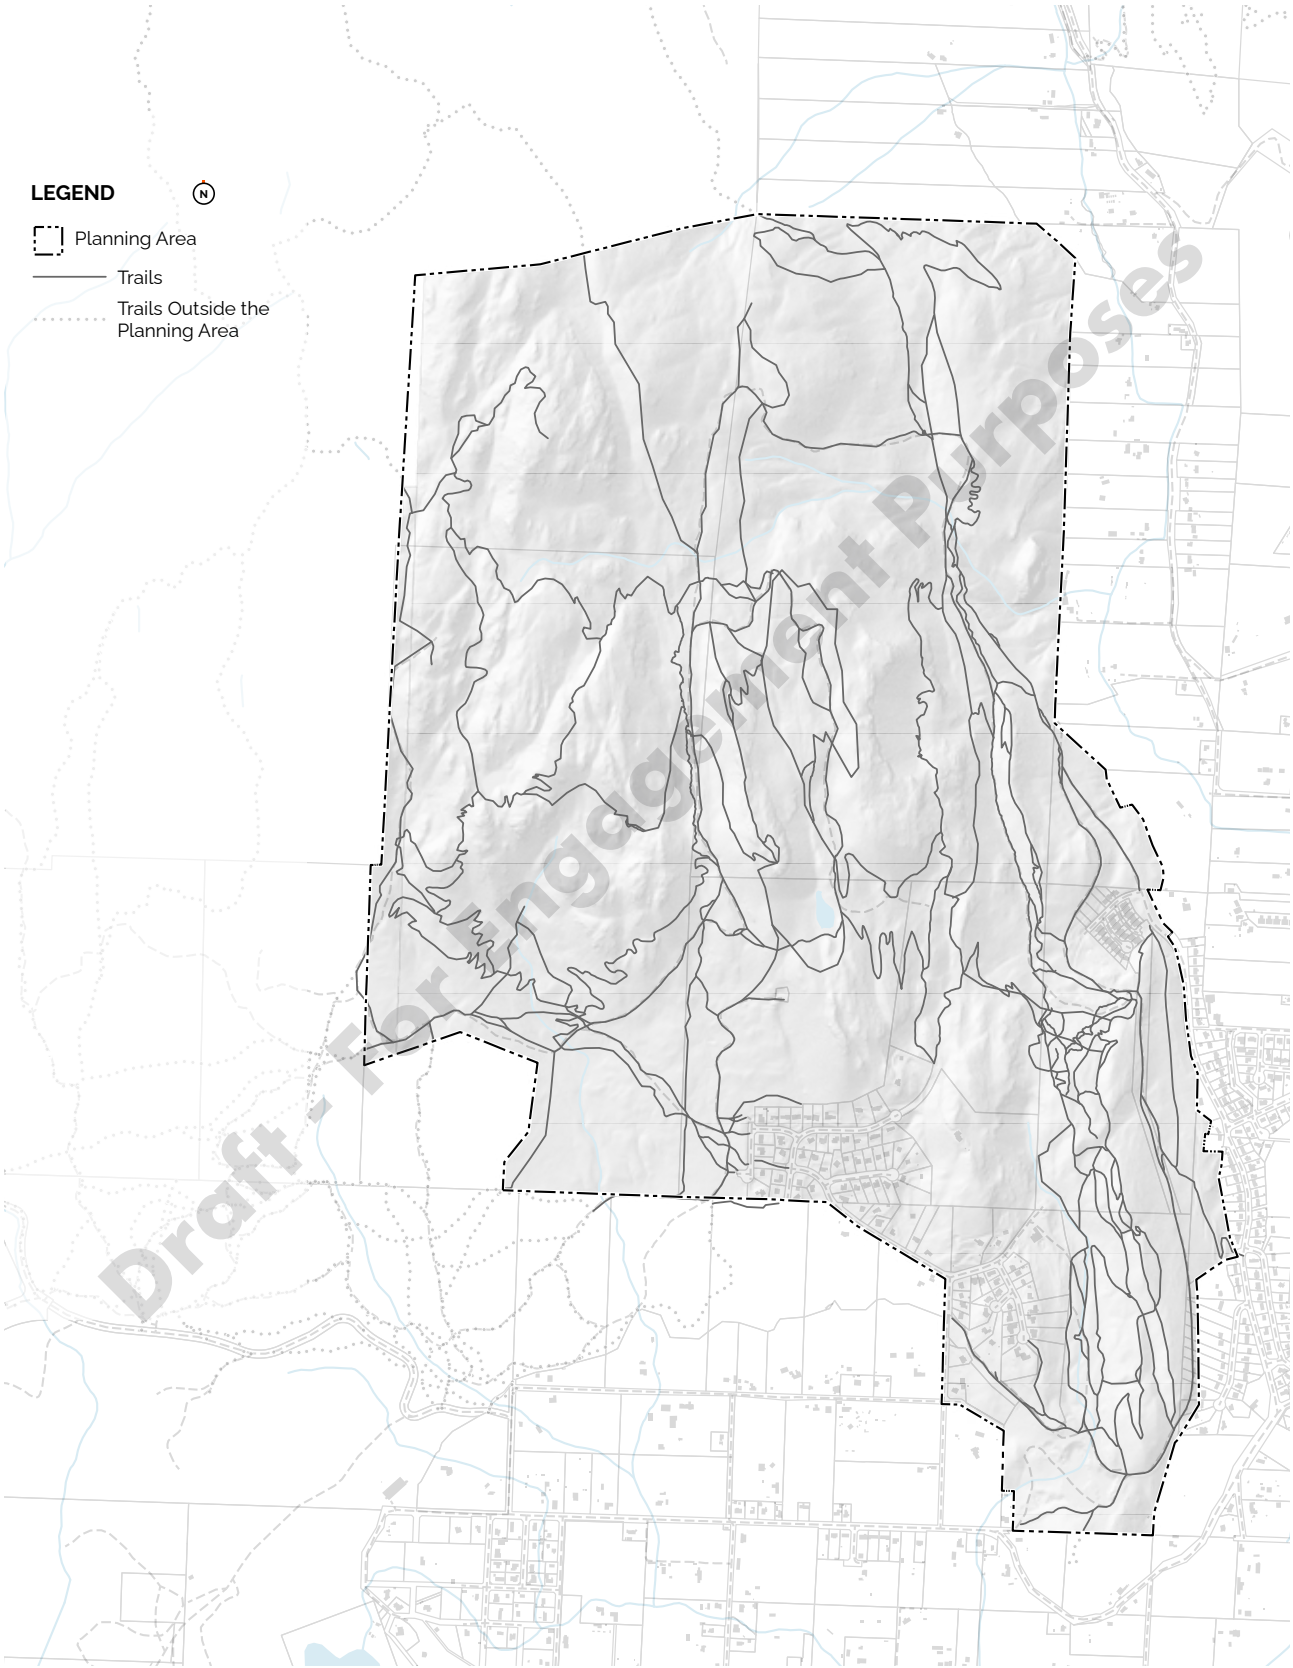 LEGEND
N
Planning Area
Trails
Trails Outside the
Planning Area
Draft - For Engagement Purposes